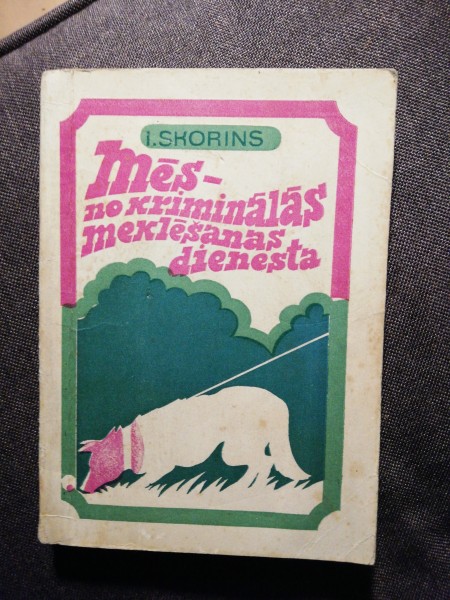 I.SKORINS
Mēs-
no kriminālās
meklēšanas
dienesta